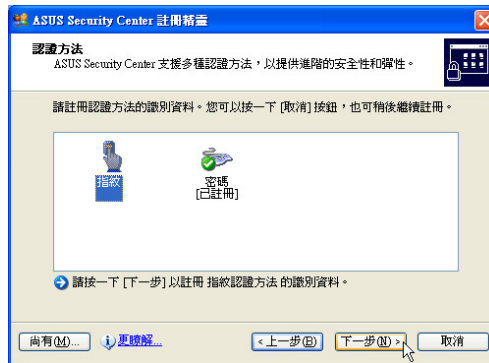 ASUS Security Center 註冊精靈
認證方法
ASUS Security Center 支援多種認證方法，以提供進階的安全性和彈性。
請註冊認證方法的識別資料。您可以按一下 [取消] 按鈕，也可稍後繼續註冊。
指紋
密碼
[已註冊]
請按一下 [下一步] 以註冊 指紋認證方法 的識別資料。
尚有(M)... 更瞭解... < 上一步(B) 下一步(N) > 取消